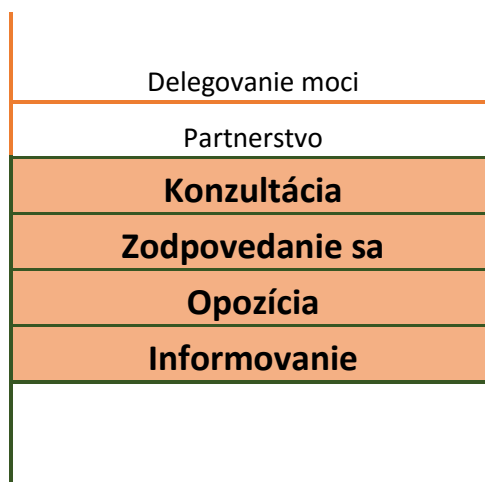 Delegovanie moci
Partnerstvo
Konzultácia
Zodpovedanie sa
Opozícia
Informovanie